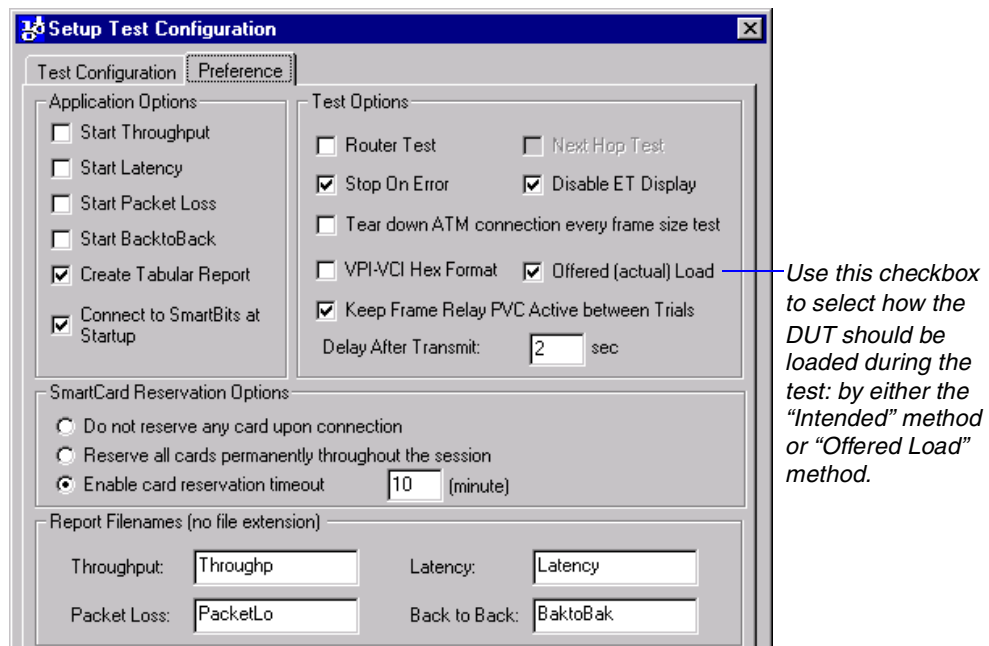 Setup Test Configuration
Test Configuration
Preference
Application Options
Start Throughput
Start Latency
Start Packet Loss
Start BacktoBack
Create Tabular Report
Connect to SmartBits at
Startup
Test Options
Router Test
Next Hop Test
Stop On Error
Disable ET Display
Tear down ATM connection every frame size test
VPI-VCI Hex Format
Offered (actual) Load
Keep Frame Relay PVC Active between Trials
Delay After Transmit: 2 sec
Use this checkbox
to select how the
DUT should be
loaded during the
test: by either the
“Intended” method
or “Offered Load”
method.
SmartCard Reservation Options
Do not reserve any card upon connection
Reserve all cards permanently throughout the session
Enable card reservation timeout 10 (minute)
Report Filenames (no file extension)
Throughput: Throughp
Latency: Latency
Packet Loss: PacketLo
Back to Back: BaktoBak